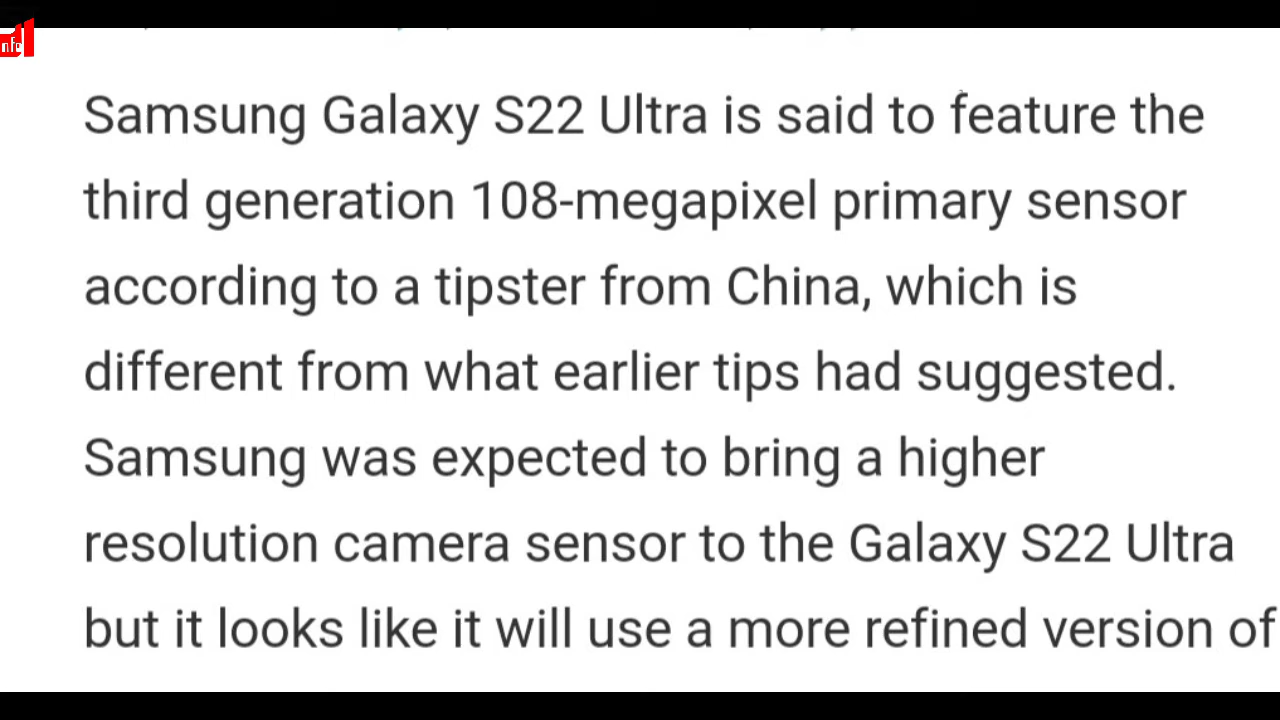 nfo
Samsung Galaxy S22 Ultra is said to feature the
third generation 108-megapixel primary sensor
according to a tipster from China, which is
different from what earlier tips had suggested.
Samsung was expected to bring a higher
resolution camera sensor to the Galaxy S22 Ultra
but it looks like it will use a more refined version of